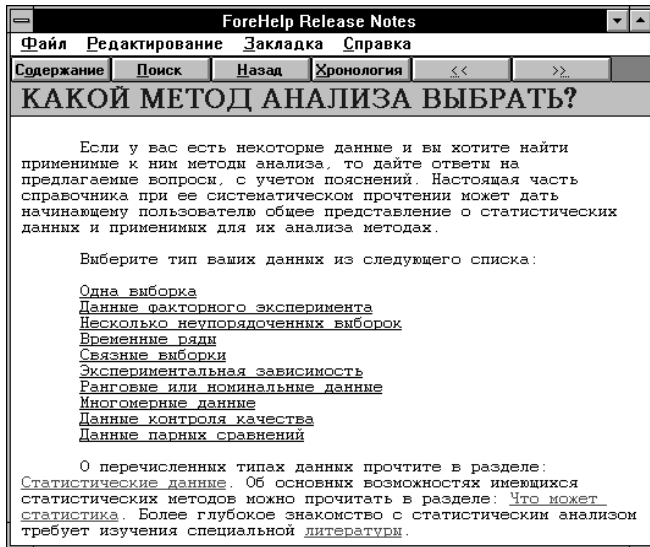 ForeHelp Release Notes
Файл Редактирование Закладка Справка
Содержание Поиск Назад Хронология << >>
КАКОЙ МЕТОД АНАЛИЗА ВЫБРАТЬ?
Если у вас есть некоторые данные и вы хотите найти
применимые к ним методы анализа, то дайте ответы на
предлагаемые вопросы, с учетом пояснений. Настоящая часть
справочника при ее систематическом прочтении может дать
начинающему пользователю общее представление о статистических
данных и применимых для их анализа методах.
Выберите тип ваших данных из следующего списка:
Одна выборка
Данные факторного эксперимента
Несколько неупорядоченных выборок
Временные ряды
Связные выборки
Экспериментальная зависимость
Ранговые или номинальные данные
Многомерные данные
Данные контроля качества
Данные парных сравнений
О перечисленных типах данных прочтите в разделе:
Статистические данные. Об основных возможностях имеющихся
статистических методов можно прочитать в разделе: Что может
статистика. Более глубокое знакомство с статистическим анализом
требует изучения специальной литературы.